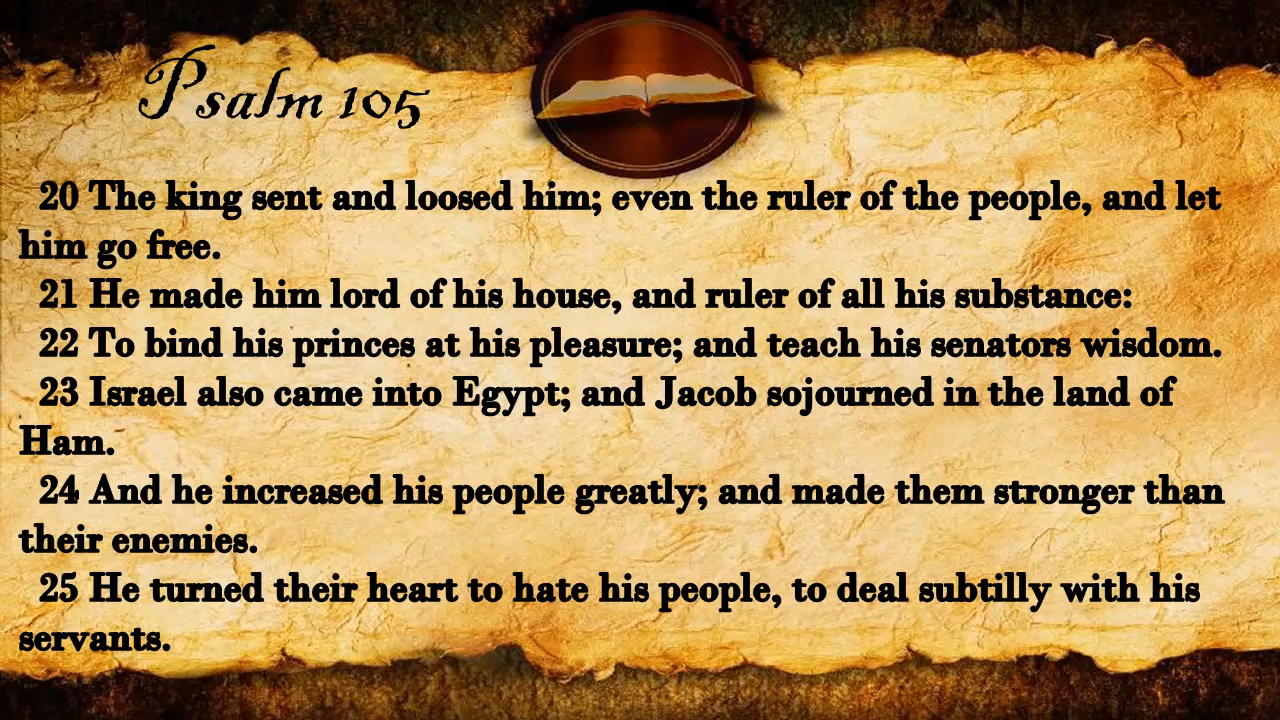 Psalm 105
20 The king sent and loosed him; even the ruler of the people, and let
him go free.
21 He made him lord of his house, and ruler of all his substance:
22 To bind his princes at his pleasure; and teach his senators wisdom.
23 Israel also came into Egypt; and Jacob sojourned in the land of
Ham.
24 And he increased his people greatly; and made them stronger than
their enemies.
25 He turned their heart to hate his people, to deal subtilly with his
servants.